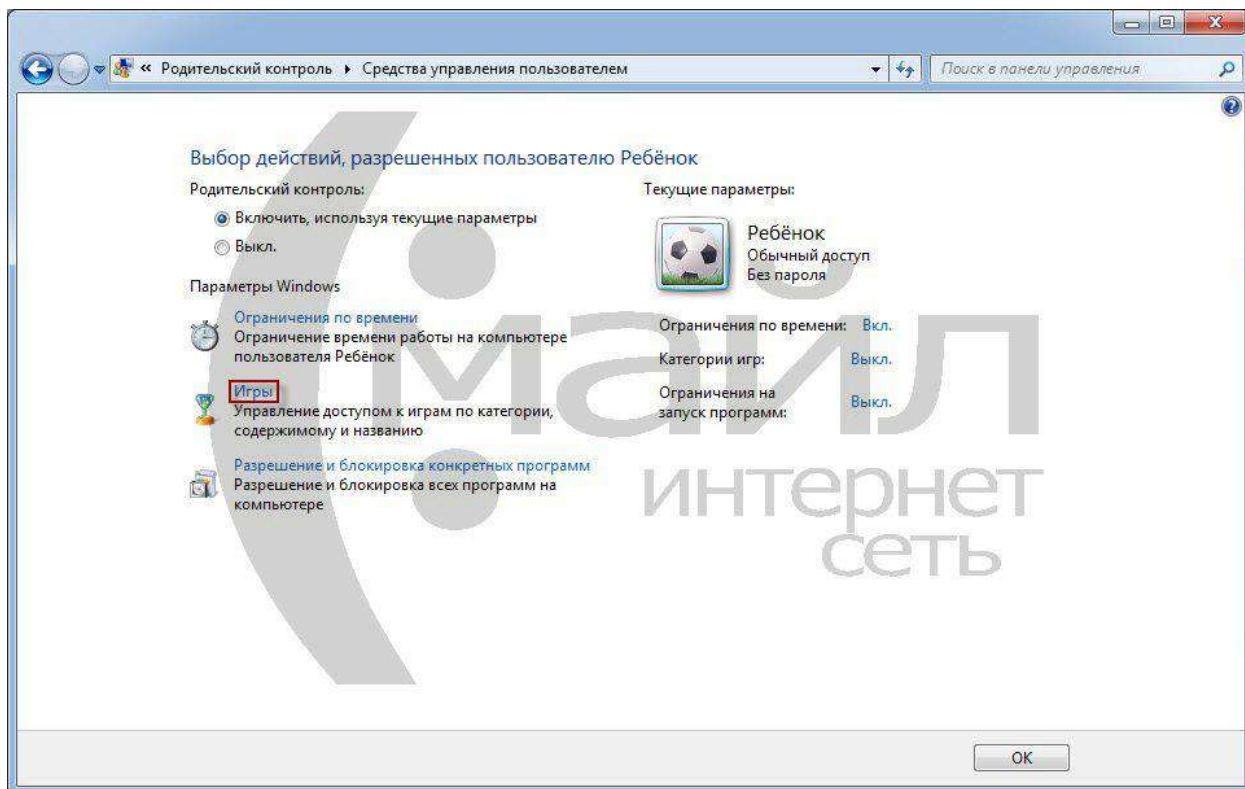 « Родительский контроль ▸ Средства управления пользователем
Поиск в панели управления
Выбор действий, разрешенных пользователю Ребёнок
Родительский контроль:
Включить, используя текущие параметры
Выкл.
Параметры Windows
Ограничения по времени
Ограничение времени работы на компьютере
пользователя Ребёнок
Игры
Управление доступом к играм по категории,
содержимому и названию
Разрешение и блокировка конкретных программ
Разрешение и блокировка всех программ на
компьютере
Текущие параметры:
Ребёнок
Обычный доступ
Без пароля
Ограничения по времени: Вкл.
Категории игр: Выкл.
Ограничения на
запуск программ: Выкл.
майл
интернет
сеть
OK